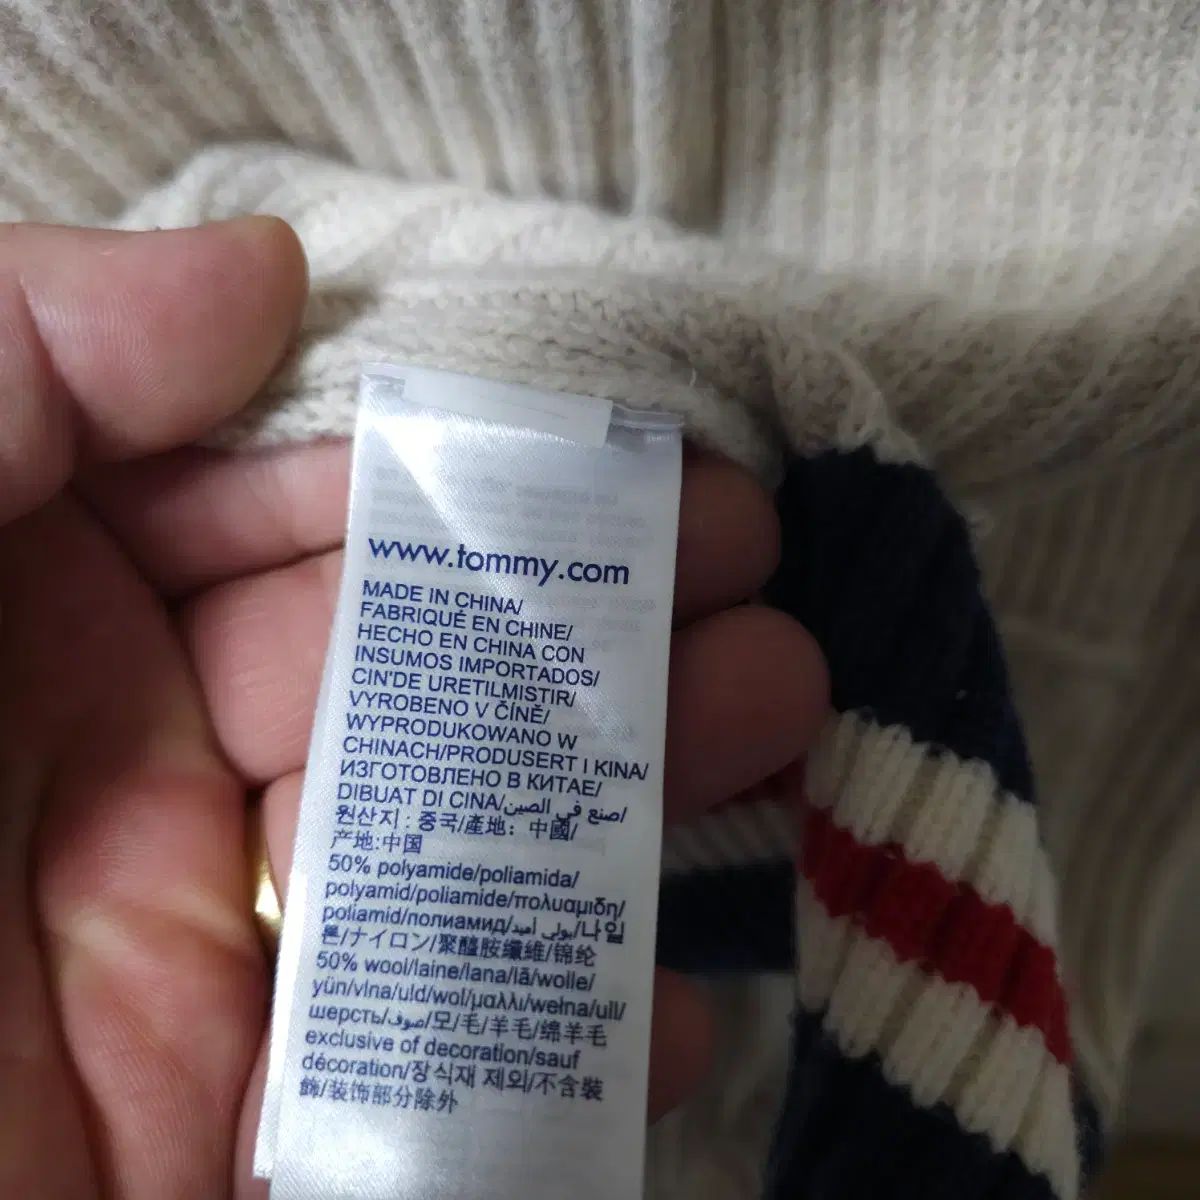 www.tommy.com
MADE IN CHINA/
FABRIQUÉ EN CHINE/
HECHO EN CHINA CON
INSUMOS IMPORTADOS/
CIN'DE URETILMISTIR/
VYROBENO V ČÍNĚ/
WYPRODUKOWANO W
CHINACH/PRODUSERT I KINA/
ИЗГОТОВЛЕНО В КИТАЕ/
DIBUAT DI CINA/صنع في الصين/
원산지 : 중국/產地：中國/
产地:中国
50% polyamide/poliamida/
polyamid/poliamide/πολυαμιδη/
poliamid/полиамид/بولي أميد/나일
론/ナイロン/聚醯胺纖維/锦纶
50% wool/laine/lana/lã/wolle/
yün/vlna/uld/wol/μαλλι/wełna/ull/
шерсть/صوف/모/毛/羊毛/绵羊毛
exclusive of decoration/sauf
décoration/장식재 제외/不含裝
飾/装饰部分除外